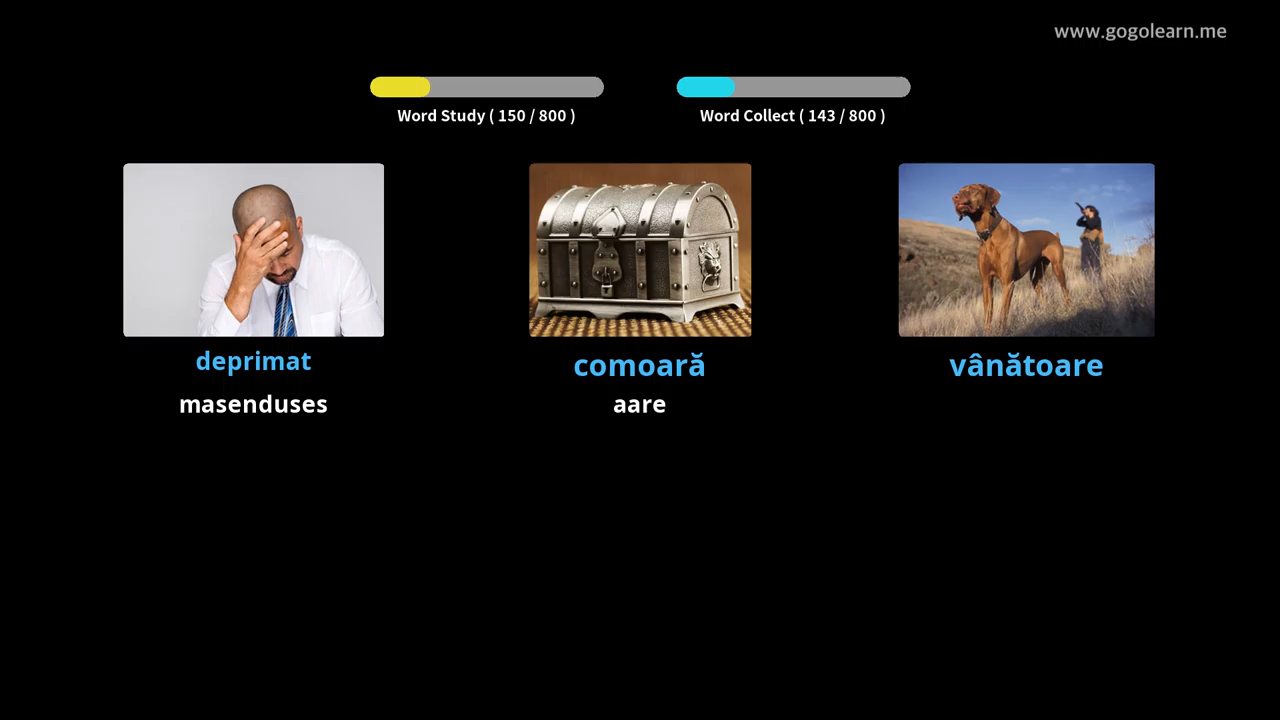 www.gogolearn.me
Word Study ( 150 / 800 )
Word Collect ( 143 / 800 )
deprimat
comoară
vânătoare
masenduses
aare